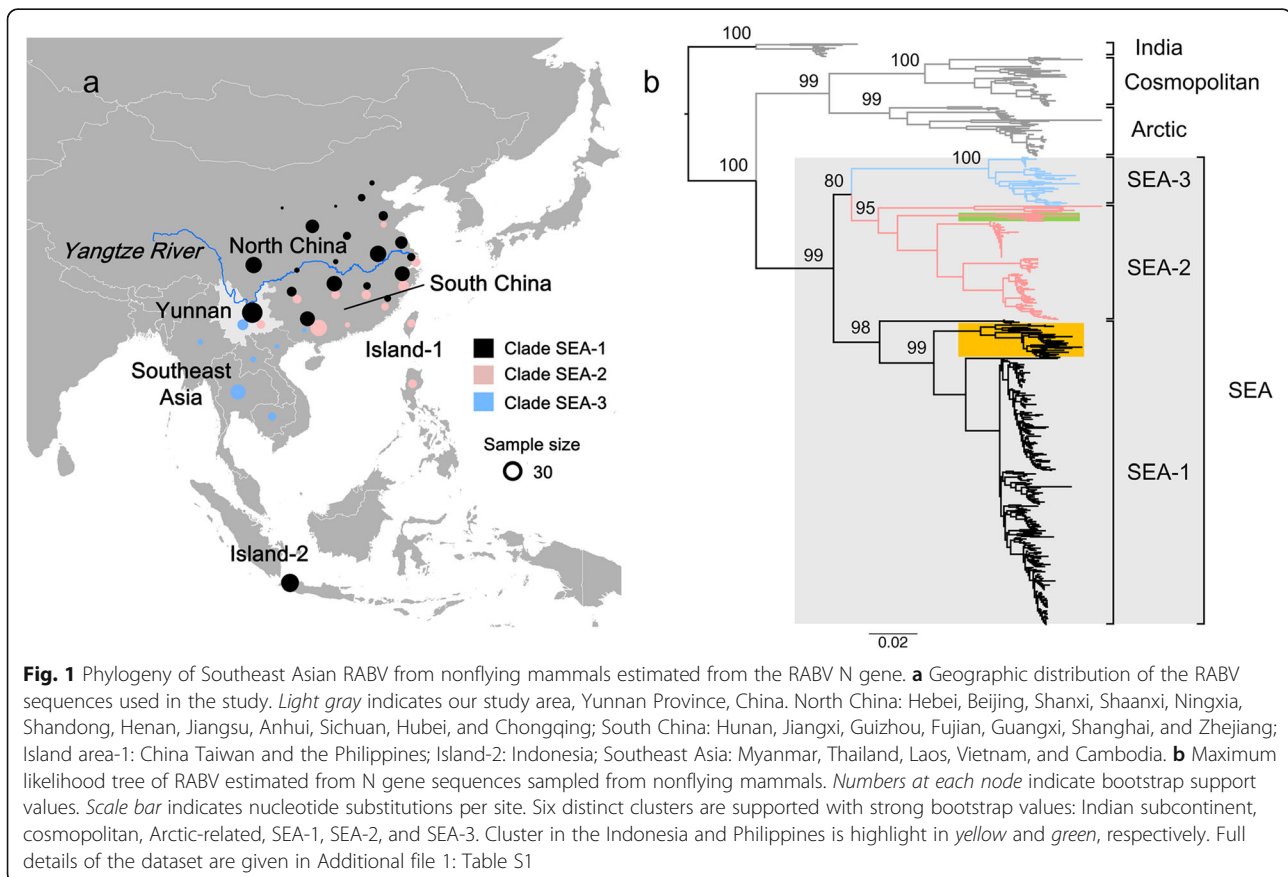 a
Yangtze River
North China
South China
Yunnan
Island-1
Southeast
Asia
Island-2
Clade SEA-1
Clade SEA-2
Clade SEA-3
Sample size
30
b
100
100
99
99
100
100
80
95
99
98
99
India
Cosmopolitan
Arctic
SEA-3
SEA-2
SEA
SEA-1
0.02
Fig. 1 Phylogeny of Southeast Asian RABV from nonflying mammals estimated from the RABV N gene. a Geographic distribution of the RABV
sequences used in the study. Light gray indicates our study area, Yunnan Province, China. North China: Hebei, Beijing, Shanxi, Shaanxi, Ningxia,
Shandong, Henan, Jiangsu, Anhui, Sichuan, Hubei, and Chongqing; South China: Hunan, Jiangxi, Guizhou, Fujian, Guangxi, Shanghai, and Zhejiang;
Island area-1: China Taiwan and the Philippines; Island-2: Indonesia; Southeast Asia: Myanmar, Thailand, Laos, Vietnam, and Cambodia. b Maximum
likelihood tree of RABV estimated from N gene sequences sampled from nonflying mammals. Numbers at each node indicate bootstrap support
values. Scale bar indicates nucleotide substitutions per site. Six distinct clusters are supported with strong bootstrap values: Indian subcontinent,
cosmopolitan, Arctic-related, SEA-1, SEA-2, and SEA-3. Cluster in the Indonesia and Philippines is highlight in yellow and green, respectively. Full
details of the dataset are given in Additional file 1: Table S1